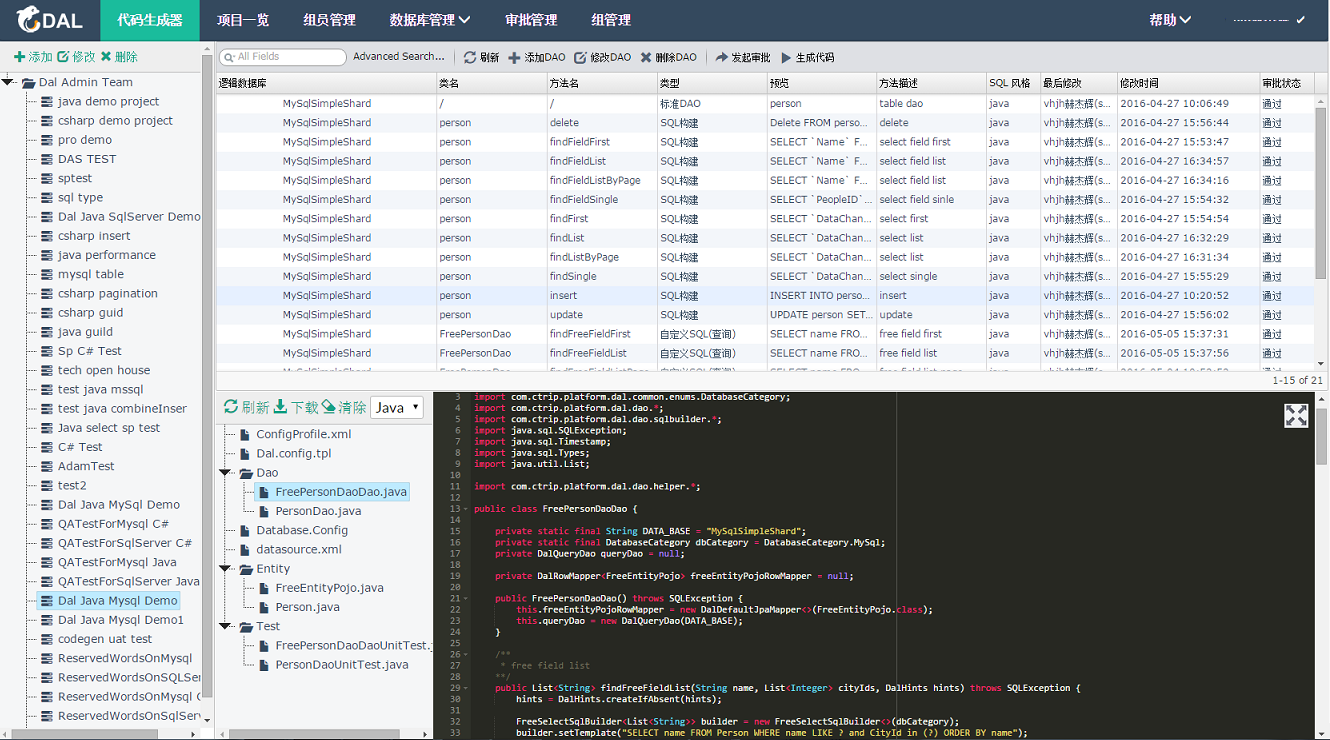 DAL 代码生成器 项目一览 组员管理 数据库管理 审批管理 组管理 帮助
添加 修改 删除
Dal Admin Team
java demo project
csharp demo project
pro demo
DAS TEST
sptest
sql type
Dal Java SqlServer Demo
csharp insert
java performance
mysql table
csharp pagination
csharp guid
java guild
Sp C# Test
tech open house
test java mssql
test java combineInser
Java select sp test
C# Test
AdamTest
test2
Dal Java MySql Demo
QATestForMysql C#
QATestForSqlServer C#
QATestForMysql Java
QATestForSqlServer Java
Dal Java Mysql Demo
Dal Java Mysql Demo1
codegen uat test
ReservedWordsOnMysql
ReservedWordsOnSQLSer
ReservedWordsOnMysql C
ReservedWordsOnSqlServ
All Fields Advanced Search... 刷新 添加DAO 修改DAO 删除DAO 发起审批 生成代码
逻辑数据库 类名 方法名 类型 预览 方法描述 SQL 风格 最后修改 修改时间 审批状态
MySqlSimpleShard / / 标准DAO person table dao java vhjh赫杰辉(s... 2016-04-27 10:06:49 通过
MySqlSimpleShard person delete SQL构建 Delete FROM perso... delete java vhjh赫杰辉(s... 2016-04-27 15:56:44 通过
MySqlSimpleShard person findFieldFirst SQL构建 SELECT `Name` F... select field first java vhjh赫杰辉(s... 2016-04-27 15:53:47 通过
MySqlSimpleShard person findFieldList SQL构建 SELECT `Name` F... select field list java vhjh赫杰辉(s... 2016-04-27 16:34:57 通过
MySqlSimpleShard person findFieldListByPage SQL构建 SELECT `Name` F... select field list java vhjh赫杰辉(s... 2016-04-27 16:34:16 通过
MySqlSimpleShard person findFieldSingle SQL构建 SELECT `PeopleID`... select field sinle java vhjh赫杰辉(s... 2016-04-27 15:54:32 通过
MySqlSimpleShard person findFirst SQL构建 SELECT `DataChan... select first java vhjh赫杰辉(s... 2016-04-27 15:54:54 通过
MySqlSimpleShard person findList SQL构建 SELECT `DataChan... select list java vhjh赫杰辉(s... 2016-04-27 16:32:29 通过
MySqlSimpleShard person findListByPage SQL构建 SELECT `DataChan... select list java vhjh赫杰辉(s... 2016-04-27 16:31:34 通过
MySqlSimpleShard person findSingle SQL构建 SELECT `DataChan... select single java vhjh赫杰辉(s... 2016-04-27 15:55:29 通过
MySqlSimpleShard person insert SQL构建 INSERT INTO perso... insert java vhjh赫杰辉(s... 2016-04-27 10:20:52 通过
MySqlSimpleShard person update SQL构建 UPDATE person SET... update java vhjh赫杰辉(s... 2016-04-27 15:56:02 通过
MySqlSimpleShard FreePersonDao findFreeFieldFirst 自定义SQL(查询) SELECT name FRO... free field first java vhjh赫杰辉(s... 2016-05-05 15:37:31 通过
MySqlSimpleShard FreePersonDao findFreeFieldList 自定义SQL(查询) SELECT name FRO... free field list java vhjh赫杰辉(s... 2016-05-05 15:37:56 通过
1-15 of 21
刷新 下载 清除 Java
ConfigProfile.xml
Dal.config.tpl
Dao
FreePersonDaoDao.java
PersonDao.java
Database.Config
datasource.xml
Entity
FreeEntityPojo.java
Person.java
Test
FreePersonDaoDaoUnitTest.
PersonDaoUnitTest.java
3 import com.ctrip.platform.dal.common.enums.DatabaseCategory;
4 import com.ctrip.platform.dal.dao.*;
5 import com.ctrip.platform.dal.dao.sqlbuilder.*;
6 import java.sql.SQLException;
7 import java.sql.Timestamp;
8 import java.sql.Types;
9 import java.util.List;
10
11 import com.ctrip.platform.dal.dao.helper.*;
12
13 public class FreePersonDaoDao {
14
15 private static final String DATA_BASE = "MySqlSimpleShard";
16 private static final DatabaseCategory dbCategory = DatabaseCategory.MySql;
17 private DalQueryDao queryDao = null;
18
19 private DalRowMapper<FreeEntityPojo> freeEntityPojoRowMapper = null;
20
21 public FreePersonDaoDao() throws SQLException {
22 this.freeEntityPojoRowMapper = new DalDefaultJpaMapper<>(FreeEntityPojo.class);
23 this.queryDao = new DalQueryDao(DATA_BASE);
24 }
25
26 /**
27 * free field list
28 **/
29 public List<String> findFreeFieldList(String name, List<Integer> cityIds, DalHints hints) throws SQLException {
30 hints = DalHints.createIfAbsent(hints);
31
32 FreeSelectSqlBuilder<List<String>> builder = new FreeSelectSqlBuilder<>(dbCategory);
33 builder.setTemplate("SELECT name FROM Person WHERE name LIKE ? and CityId in (?) ORDER BY name");